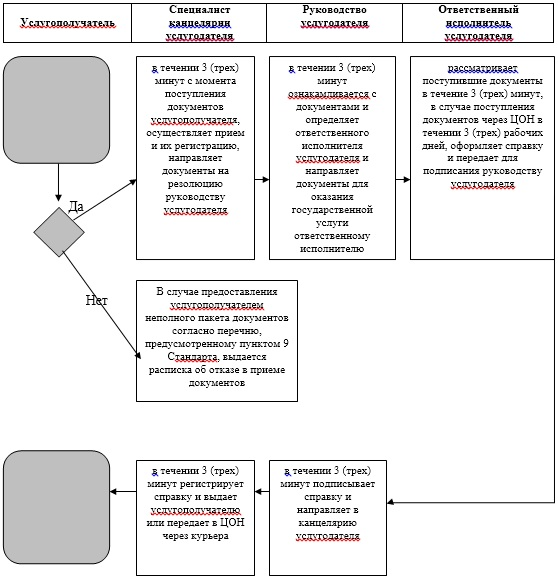 Услугополучатель
Специалист
канцелярии
услугодателя
Руководство
услугодателя
Ответственный
исполнитель
услугодателя
в течении 3 (трех)
минут с момента
поступления
документов
услугополучателя,
осуществляет прием
и их регистрацию,
направляет
документы на
резолюцию
руководству
услугодателя
в течении 3 (трех)
минут
ознакамливается с
документами и
определяет
ответственного
исполнителя
услугодателя и
направляет
документы для
оказания
государственной
услуги
ответственному
исполнителю
рассматривает
поступившие документы
в течение 3 (трех) минут,
в случае поступления
документов через ЦОН в
течении 3 (трех) рабочих
дней, оформляет справку
и передает для
подписания руководству
услугодателя
Да
Нет
В случае предоставления
услугополучателем
неполного пакета документов
согласно перечню,
предусмотренному пунктом 9
Стандарта, выдается
расписка об отказе в приеме
документов
в течении 3 (трех)
минут регистрирует
справку и выдает
услугополучателю
или передает в ЦОН
через курьера
в течении 3 (трех)
минут подписывает
справку и
направляет в
канцелярию
услугодателя